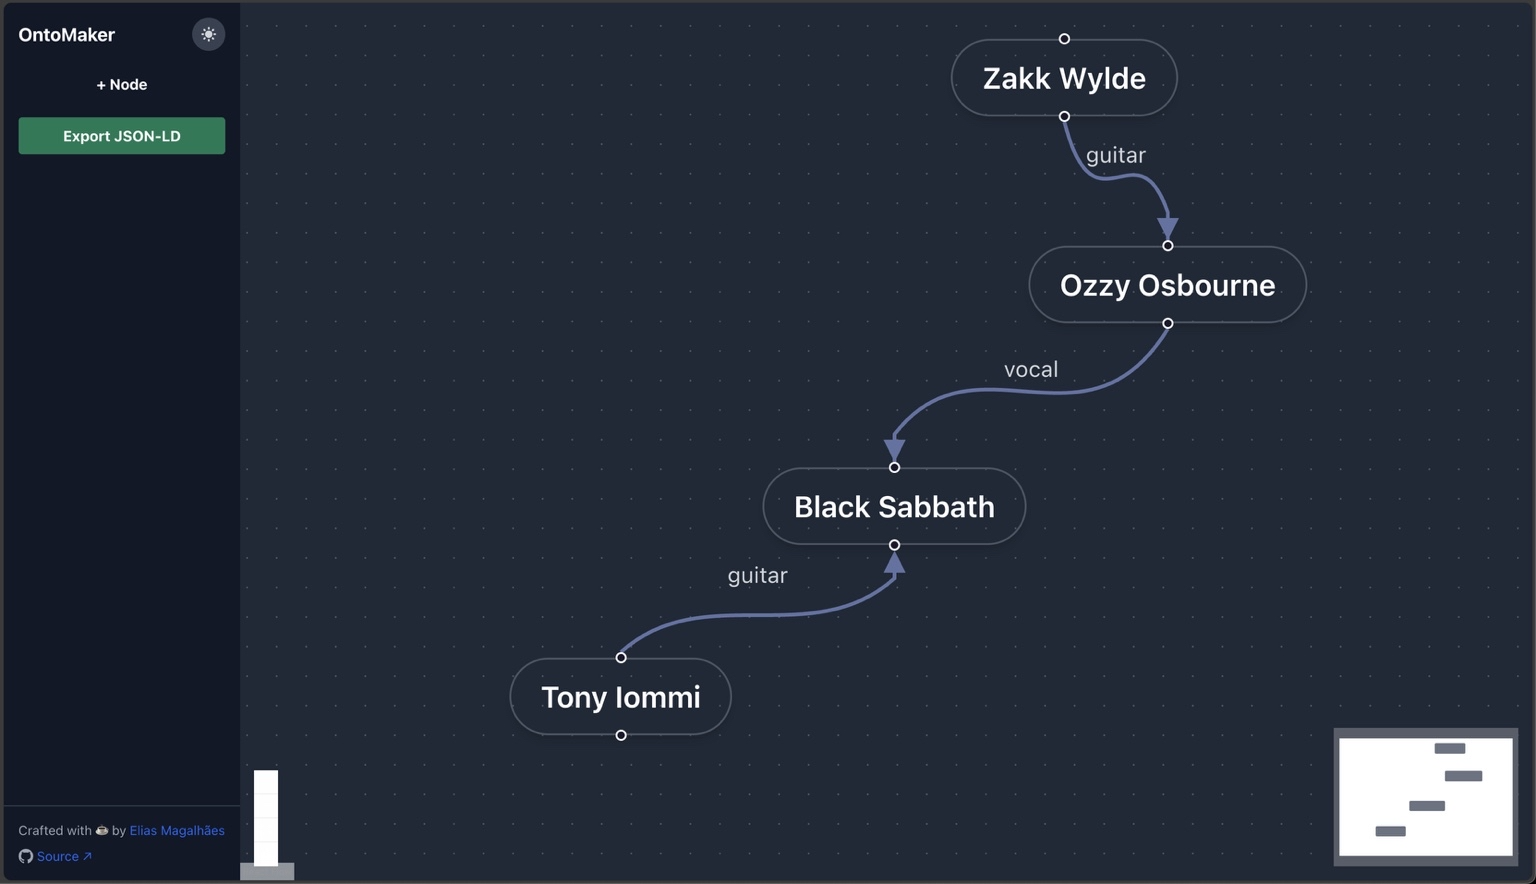 OntoMaker
+ Node
Export JSON-LD
Zakk Wylde
guitar
Ozzy Osbourne
vocal
Black Sabbath
guitar
Tony Iommi
Crafted with ☕ by Elias Magalhães
Source ↗